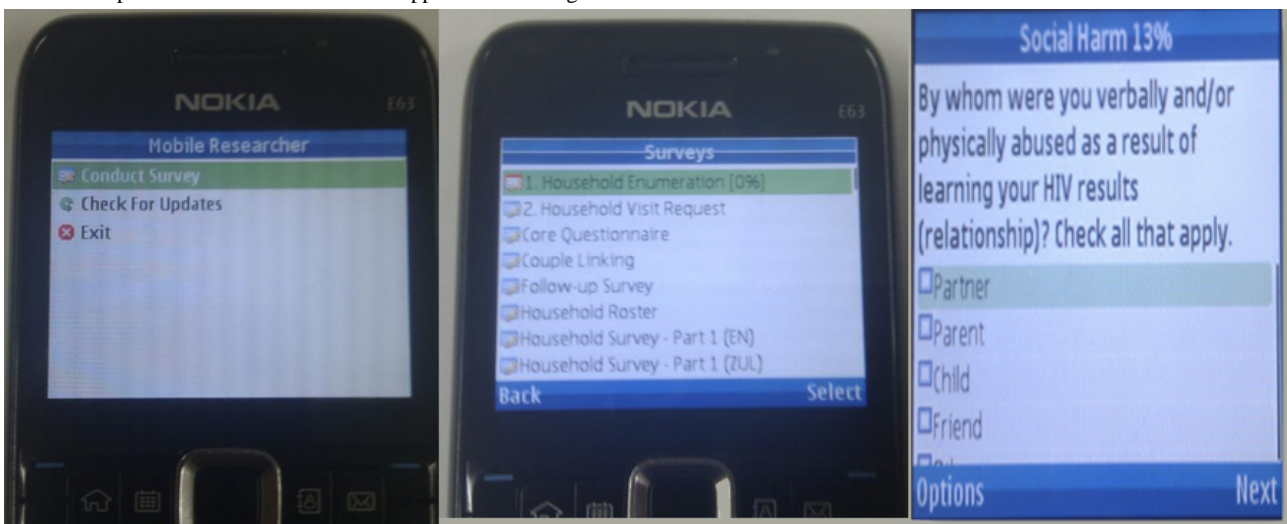 NOKIA
E63
Mobile Researcher
Conduct Survey
Check For Updates
Exit
NOKIA
E63
Surveys
1. Household Enumeration [0%]
2. Household Visit Request
Core Questionnaire
Couple Linking
Follow-up Survey
Household Roster
Household Survey - Part 1 (EN)
Household Survey - Part 1 (ZUL)
Back
Select
Social Harm 13%
By whom were you verbally and/or
physically abused as a result of
learning your HIV results
(relationship)? Check all that apply.
Partner
Parent
Child
Friend
Options
Next